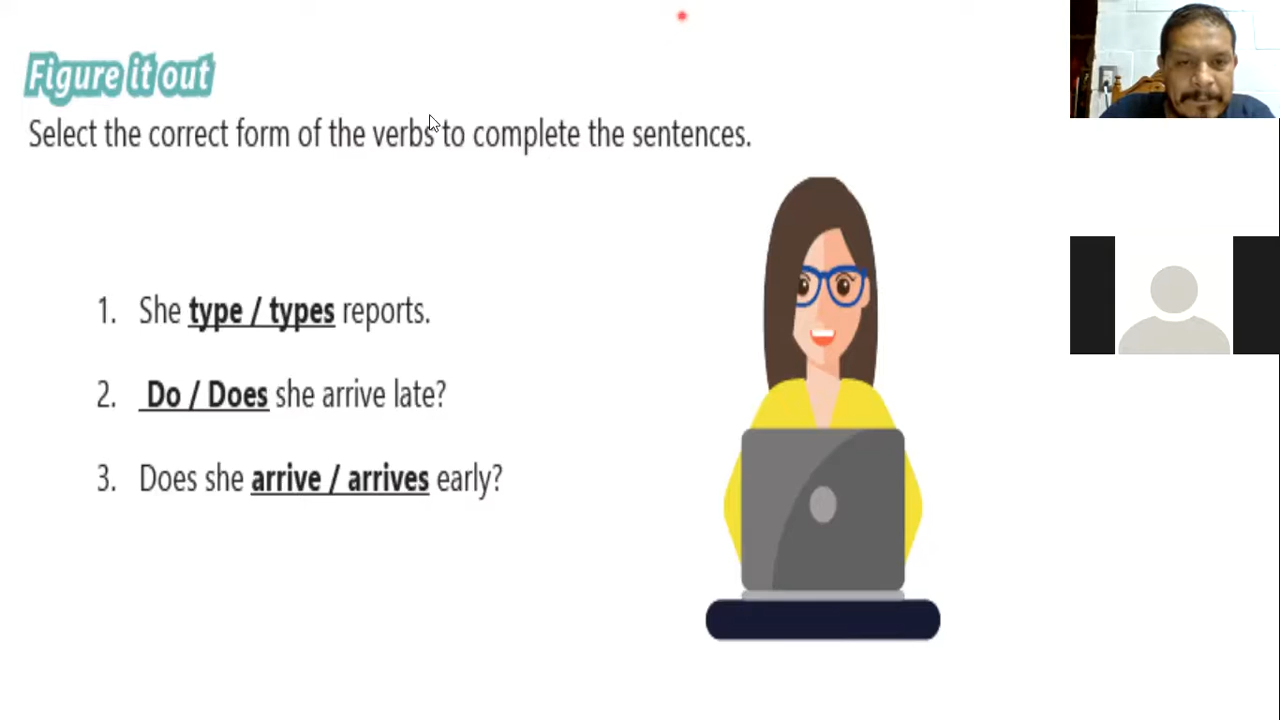 Figure it out
Select the correct form of the verbs to complete the sentences.
1. She type / types reports.
2. Do / Does she arrive late?
3. Does she arrive / arrives early?